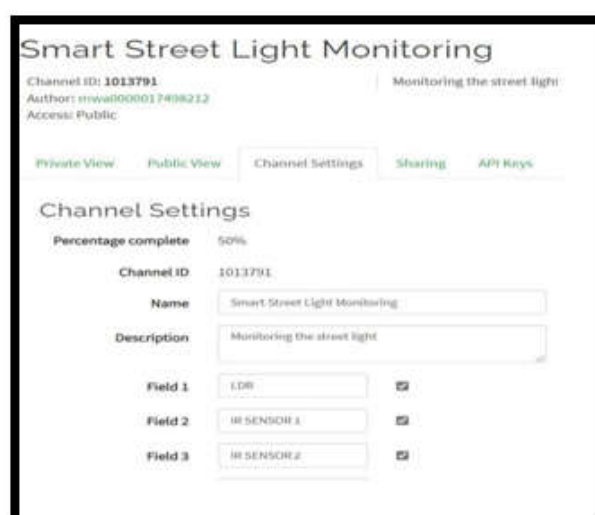 Smart Street Light Monitoring
Channel ID: 1013791
Monitoring the street light
Author: mwa0000017498212
Access: Public
Private View Public View Channel Settings Sharing API Keys
Channel Settings
Percentage complete 50%
Channel ID 1013791
Name Smart Street Light Monitoring
Description Monitoring the street light
Field 1 LDR
Field 2 IR SENSOR 1
Field 3 IR SENSOR 2